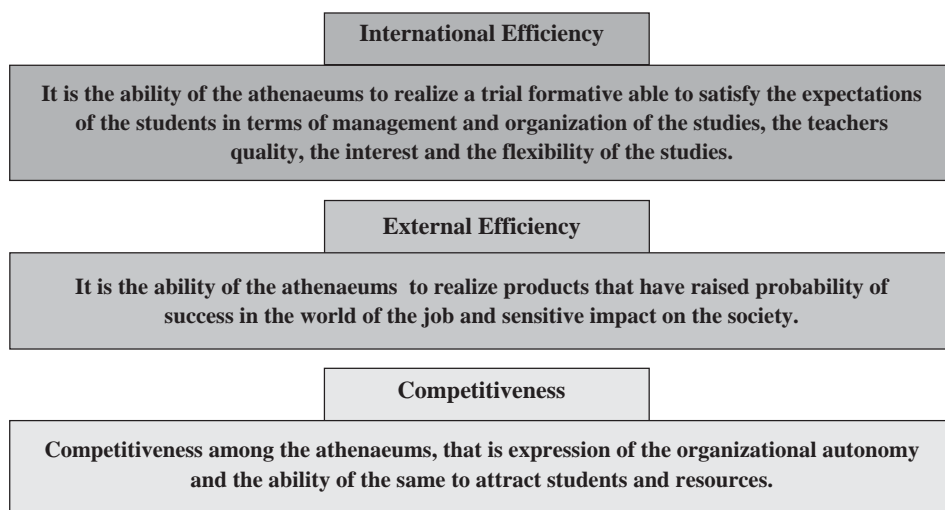 International Efficiency
It is the ability of the athenaeums to realize a trial formative able to satisfy the expectations
of the students in terms of management and organization of the studies, the teachers
quality, the interest and the flexibility of the studies.
External Efficiency
It is the ability of the athenaeums to realize products that have raised probability of
success in the world of the job and sensitive impact on the society.
Competitiveness
Competitiveness among the athenaeums, that is expression of the organizational autonomy
and the ability of the same to attract students and resources.